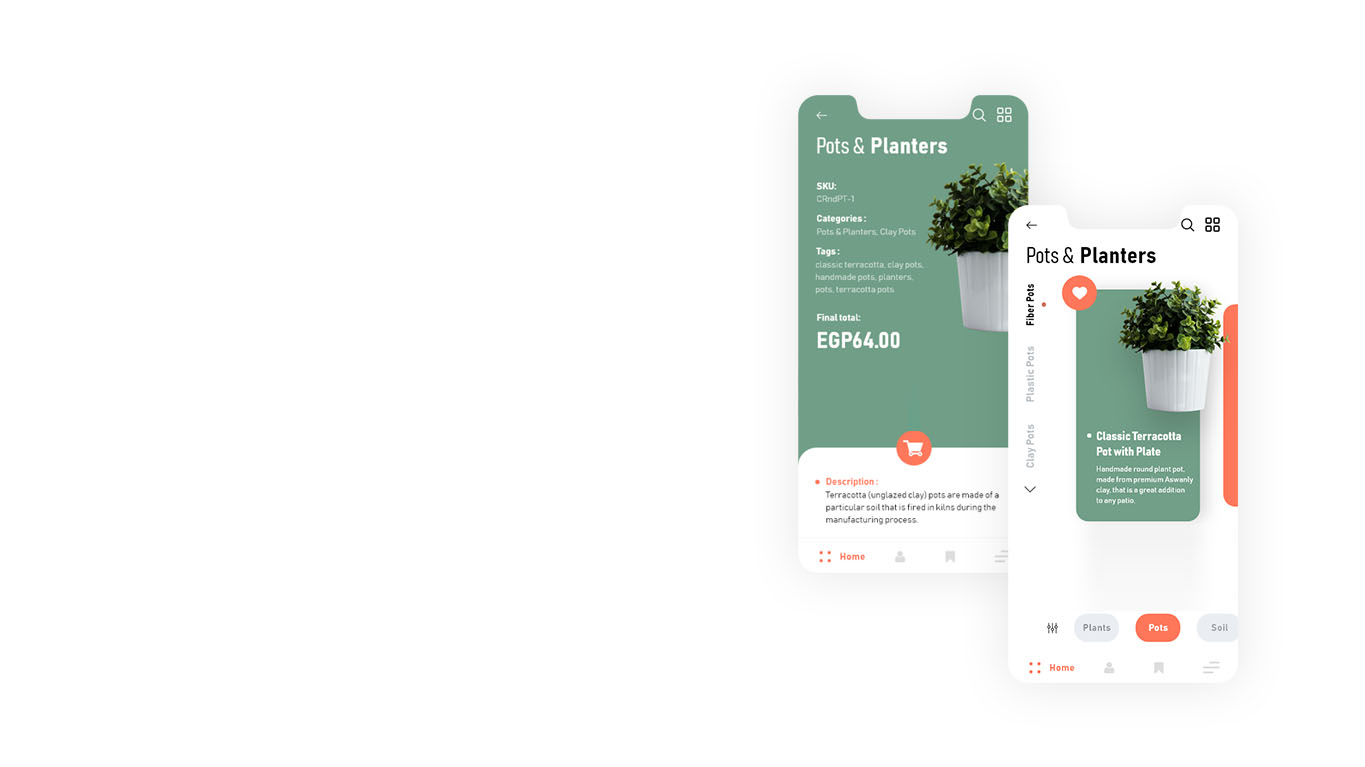 Pots & Planters
SKU:
CRndPT-1
Categories :
Pots & Planters, Clay Pots
Tags :
classic terracotta, clay pots,
handmade pots, planters,
pots, terracotta pots
Final total:
EGP64.00
Description :
Terracotta (unglazed clay) pots are made of a
particular soil that is fired in kilns during the
manufacturing process.
Home
Pots & Planters
Fiber Pots
Plastic Pots
Clay Pots
Classic Terracotta
Pot with Plate
Handmade round plant pot,
made from premium Aswanly
clay, that is a great addition
to any patio.
Plants
Pots
Soil
Home